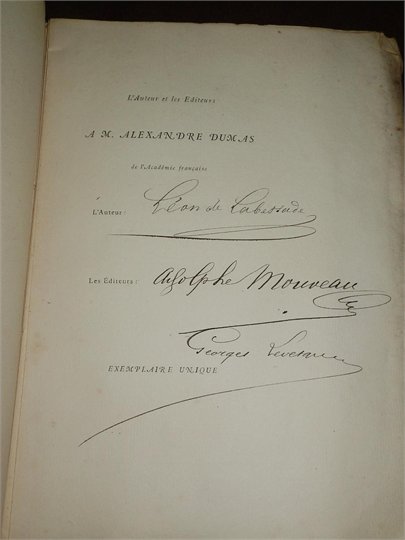 L'Auteur et les Editeurs
A M. ALEXANDRE DUMAS
de l'Académie française
L'Auteur: Léon de Labessade
Les Éditeurs: Adolphe Mouveau
Georges
EXEMPLAIRE UNIQUE